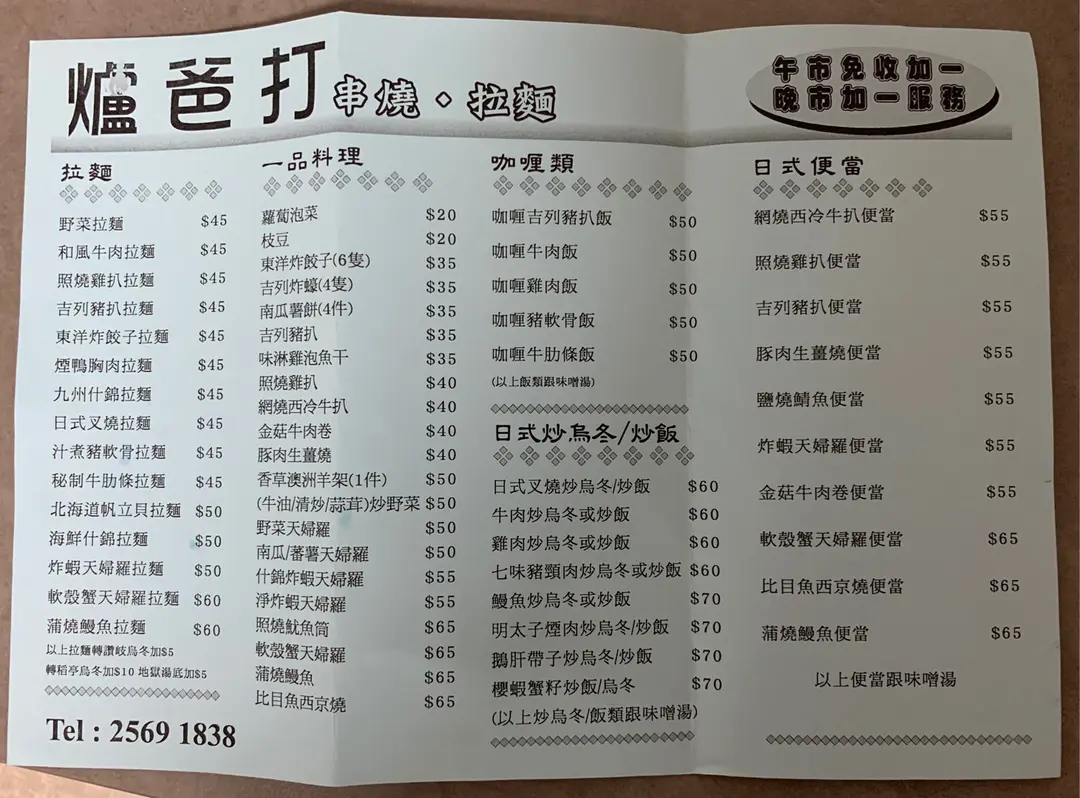 爐爸打串燒。拉麵
午市免收加一
晚市加一服務
拉麵
野菜拉麵 $45
和風牛肉拉麵 $45
照燒雞扒拉麵 $45
吉列豬扒拉麵 $45
東洋炸餃子拉麵 $45
煙鴨胸肉拉麵 $45
九州什錦拉麵 $45
日式叉燒拉麵 $45
汁煮豬軟骨拉麵 $45
秘制牛肋條拉麵 $45
北海道帆立貝拉麵 $50
海鮮什錦拉麵 $50
炸蝦天婦羅拉麵 $50
軟殼蟹天婦羅拉麵 $60
蒲燒鰻魚拉麵 $60
以上拉麵轉讚岐烏冬加$5
轉稻亭烏冬加$10 地獄湯底加$5
Tel : 2569 1838
一品料理
蘿蔔泡菜 $20
枝豆 $20
東洋炸餃子(6隻) $35
吉列炸蠔(4隻) $35
南瓜薯餅(4件) $35
吉列豬扒 $35
味淋雞泡魚干 $35
照燒雞扒 $40
網燒西冷牛扒 $40
金菇牛肉卷 $40
豚肉生薑燒 $40
香草澳洲羊架(1件) $50
(牛油/清炒/蒜茸)炒野菜 $50
野菜天婦羅 $50
南瓜/蕃薯天婦羅 $50
什錦炸蝦天婦羅 $55
淨炸蝦天婦羅 $55
照燒魷魚筒 $65
軟殼蟹天婦羅 $65
蒲燒鰻魚 $65
比目魚西京燒 $65
咖喱類
咖喱吉列豬扒飯 $50
咖喱牛肉飯 $50
咖喱雞肉飯 $50
咖喱豬軟骨飯 $50
咖喱牛肋條飯 $50
(以上飯類跟味噌湯)
日式炒烏冬/炒飯
日式叉燒炒烏冬/炒飯 $60
牛肉炒烏冬或炒飯 $60
雞肉炒烏冬或炒飯 $60
七味豬頸肉炒烏冬或炒飯 $60
鰻魚炒烏冬或炒飯 $70
明太子煙肉炒烏冬/炒飯 $70
鵝肝帶子炒烏冬/炒飯 $70
櫻蝦蟹籽炒飯/烏冬 $70
(以上炒烏冬/飯類跟味噌湯)
日式便當
網燒西冷牛扒便當 $55
照燒雞扒便當 $55
吉列豬扒便當 $55
豚肉生薑燒便當 $55
鹽燒鯖魚便當 $55
炸蝦天婦羅便當 $55
金菇牛肉卷便當 $55
軟殼蟹天婦羅便當 $65
比目魚西京燒便當 $65
蒲燒鰻魚便當 $65
以上便當跟味噌湯